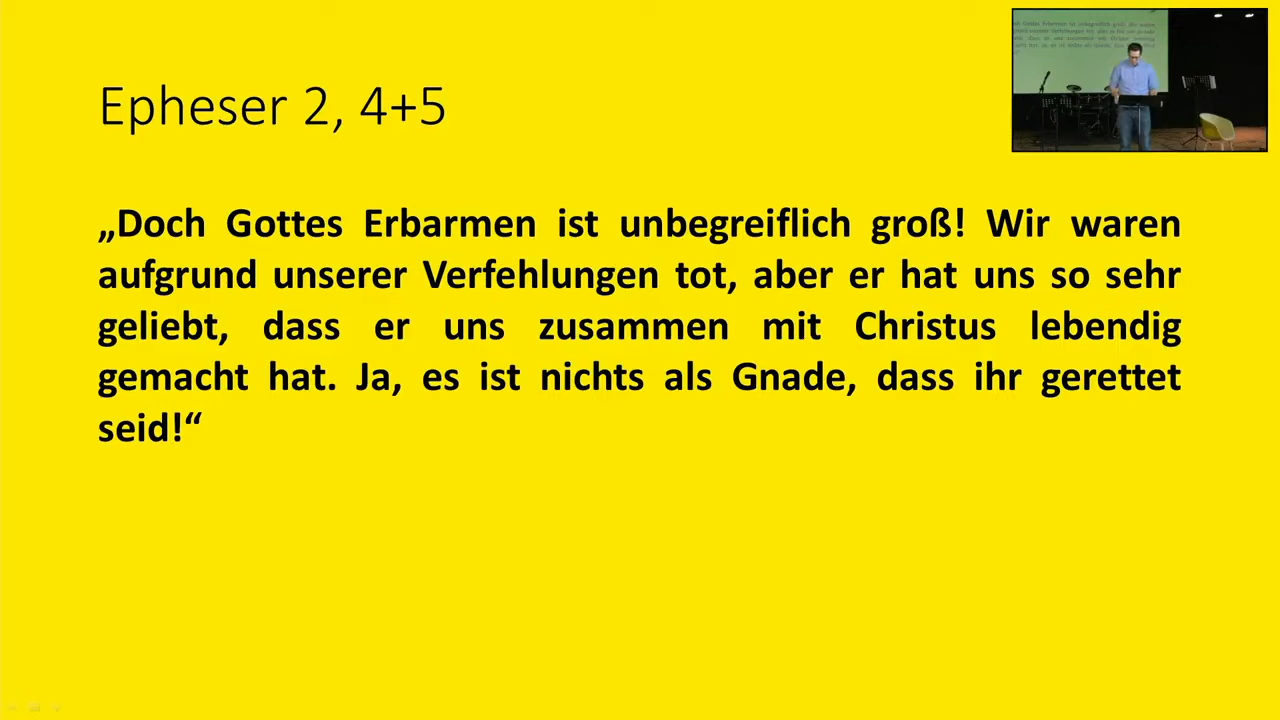 Epheser 2, 4+5
„Doch Gottes Erbarmen ist unbegreiflich groß! Wir waren
aufgrund unserer Verfehlungen tot, aber er hat uns so sehr
geliebt, dass er uns zusammen mit Christus lebendig
gemacht hat. Ja, es ist nichts als Gnade, dass ihr gerettet
seid!“